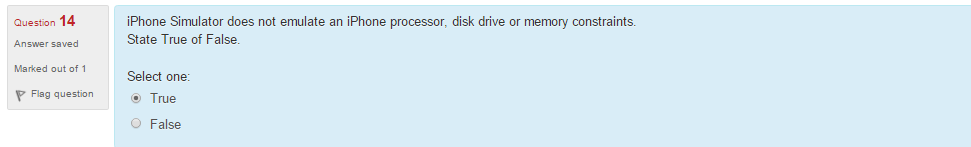 Question 14
Answer saved
Marked out of 1
Flag question
iPhone Simulator does not emulate an iPhone processor, disk drive or memory constraints.
State True of False.
Select one:
True
False